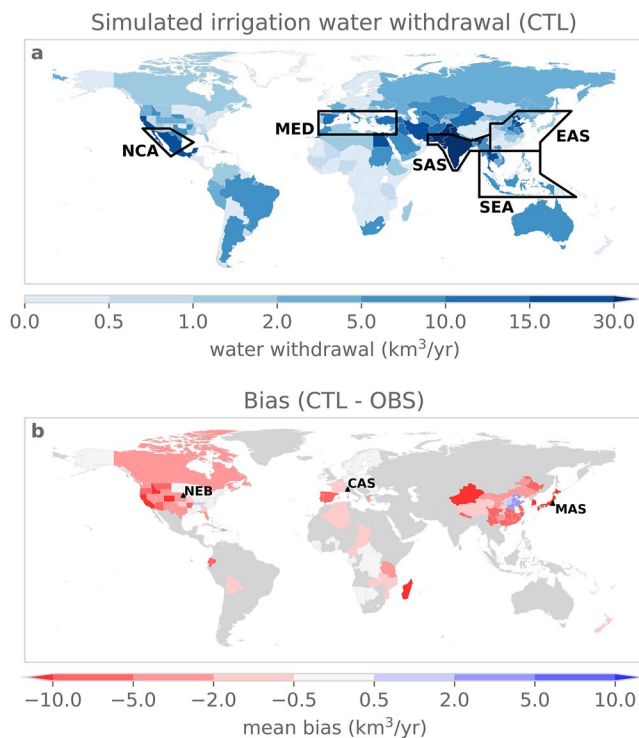 Simulated irrigation water withdrawal (CTL)
a
MED
EAS
NCA
SAS
SEA
0.0 0.5 1.0 2.0 5.0 10.0 15.0 30.0
water withdrawal (km³/yr)
Bias (CTL - OBS)
b
CAS
NEB
MAS
−10.0 −5.0 −2.0 −0.5 0.5 2.0 5.0 10.0
mean bias (km³/yr)